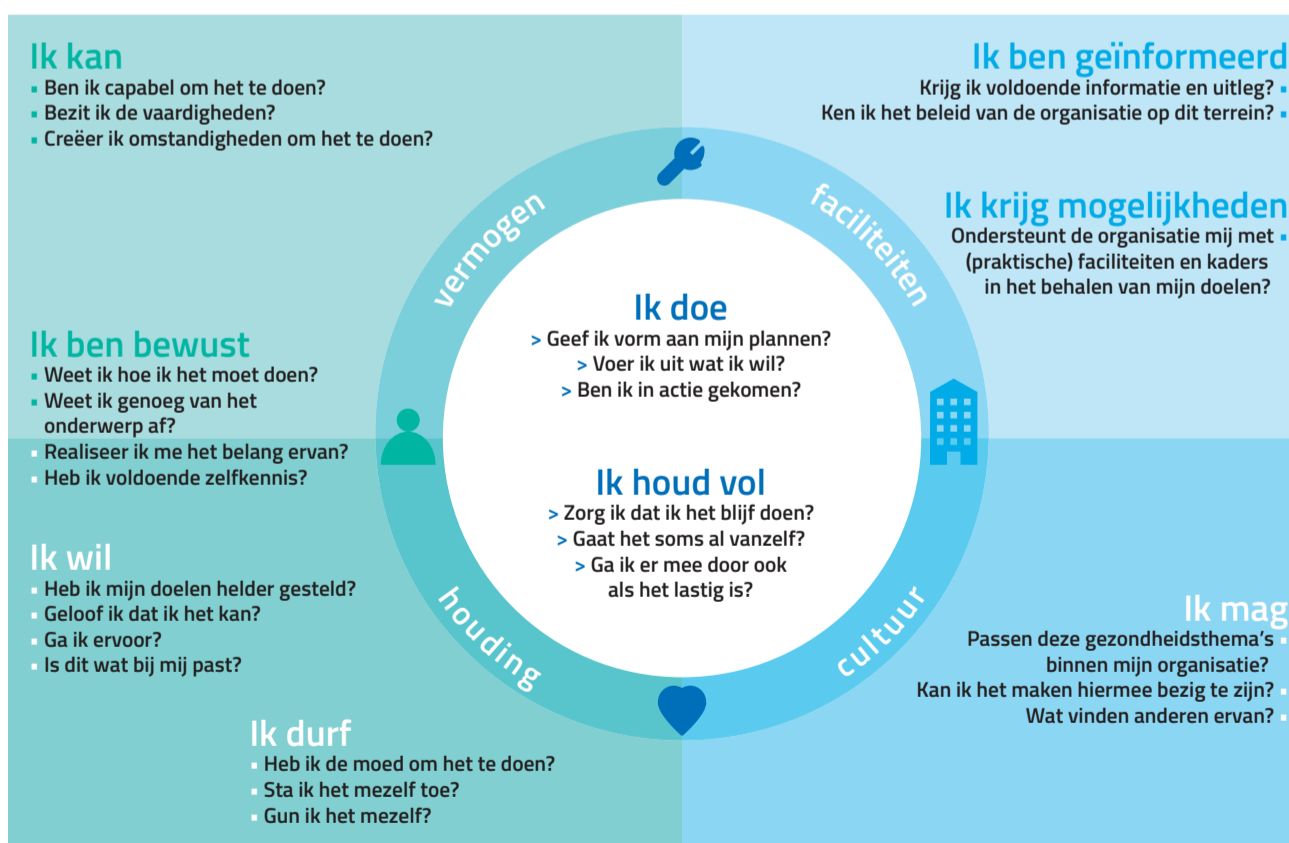 Ik kan
▪ Ben ik capabel om het te doen?
▪ Bezit ik de vaardigheden?
▪ Creëer ik omstandigheden om het te doen?
Ik ben bewust
▪ Weet ik hoe ik het moet doen?
▪ Weet ik genoeg van het
onderwerp af?
▪ Realiseer ik me het belang ervan?
▪ Heb ik voldoende zelfkennis?
Ik wil
▪ Heb ik mijn doelen helder gesteld?
▪ Geloof ik dat ik het kan?
▪ Ga ik ervoor?
▪ Is dit wat bij mij past?
Ik durf
▪ Heb ik de moed om het te doen?
▪ Sta ik het mezelf toe?
▪ Gun ik het mezelf?
vermogen
faciliteiten
houding
cultuur
Ik doe
> Geef ik vorm aan mijn plannen?
> Voer ik uit wat ik wil?
> Ben ik in actie gekomen?
Ik houd vol
> Zorg ik dat ik het blijf doen?
> Gaat het soms al vanzelf?
> Ga ik er mee door ook
als het lastig is?
Ik ben geïnformeerd
Krijg ik voldoende informatie en uitleg? ▪
Ken ik het beleid van de organisatie op dit terrein? ▪
Ik krijg mogelijkheden
Ondersteunt de organisatie mij met ▪
(praktische) faciliteiten en kaders
in het behalen van mijn doelen?
Ik mag
Passen deze gezondheidsthema's ▪
binnen mijn organisatie?
Kan ik het maken hiermee bezig te zijn? ▪
Wat vinden anderen ervan? ▪